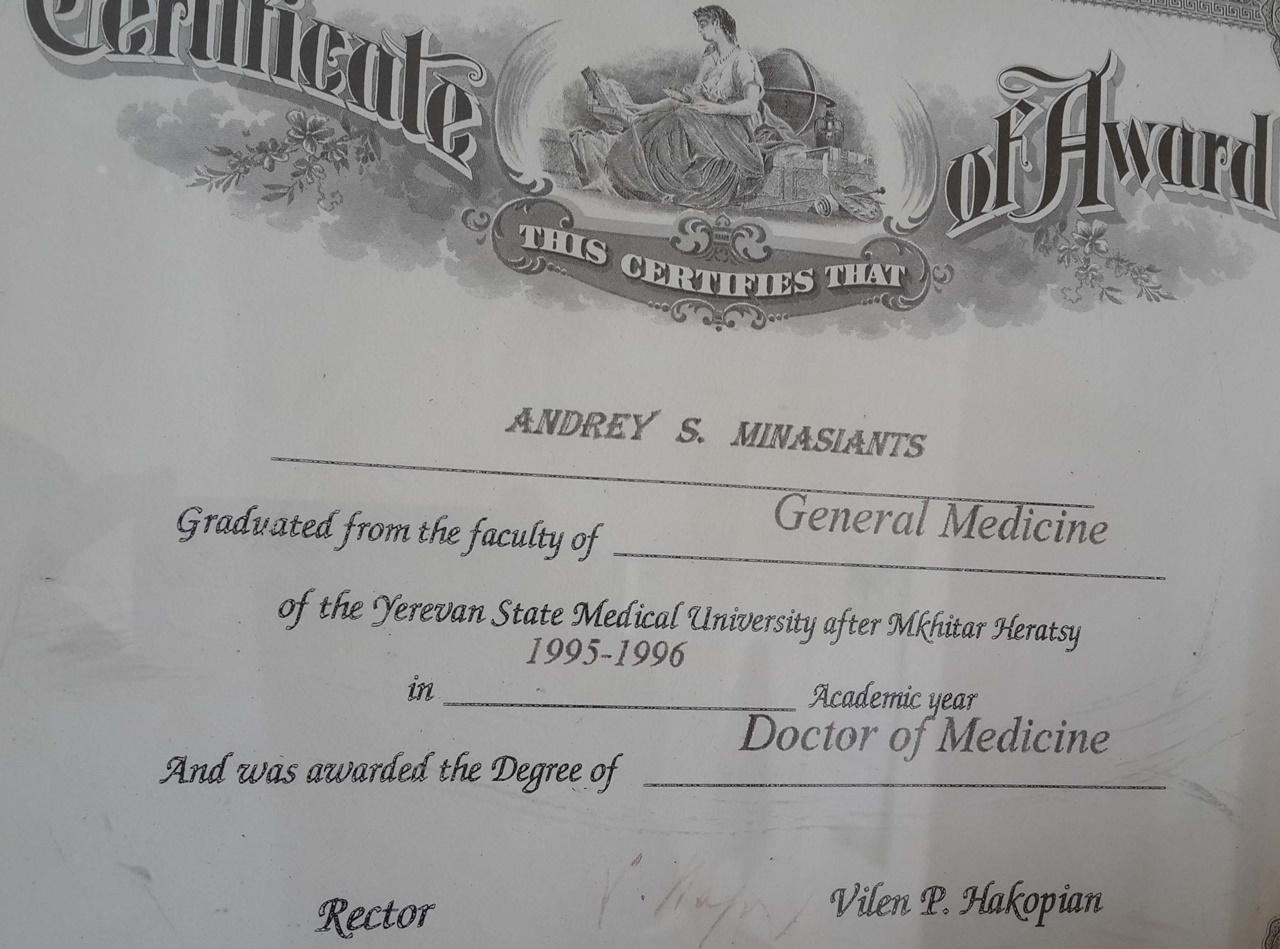 Certificate of Award
THIS CERTIFIES THAT
ANDREY S. MINASIANTS
Graduated from the faculty of General Medicine
of the Yerevan State Medical University after Mkhitar Heratsy
in 1995-1996 Academic year
And was awarded the Degree of Doctor of Medicine
Rector Vilen P. Hakopian